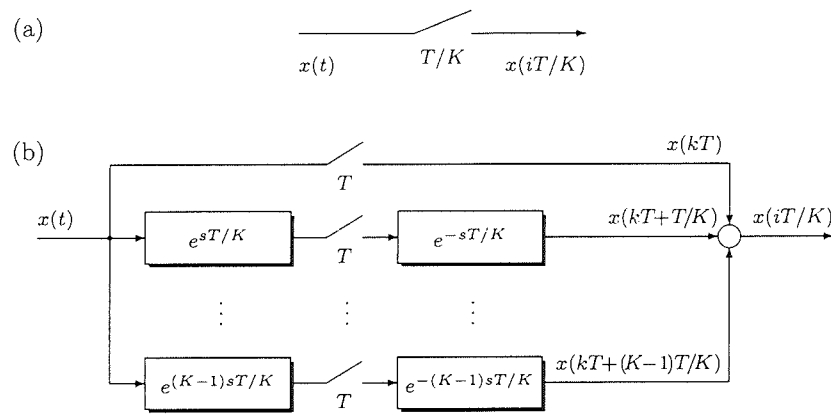 (a)
T/K
x(t)
x(iT/K)
(b)
x(kT)
T
x(t)
x(kT+T/K)
x(iT/K)
e^{sT/K}
e^{-sT/K}
T
⋮ ⋮ ⋮
x(kT+(K-1)T/K)
e^{(K-1)sT/K}
e^{-(K-1)sT/K}
T